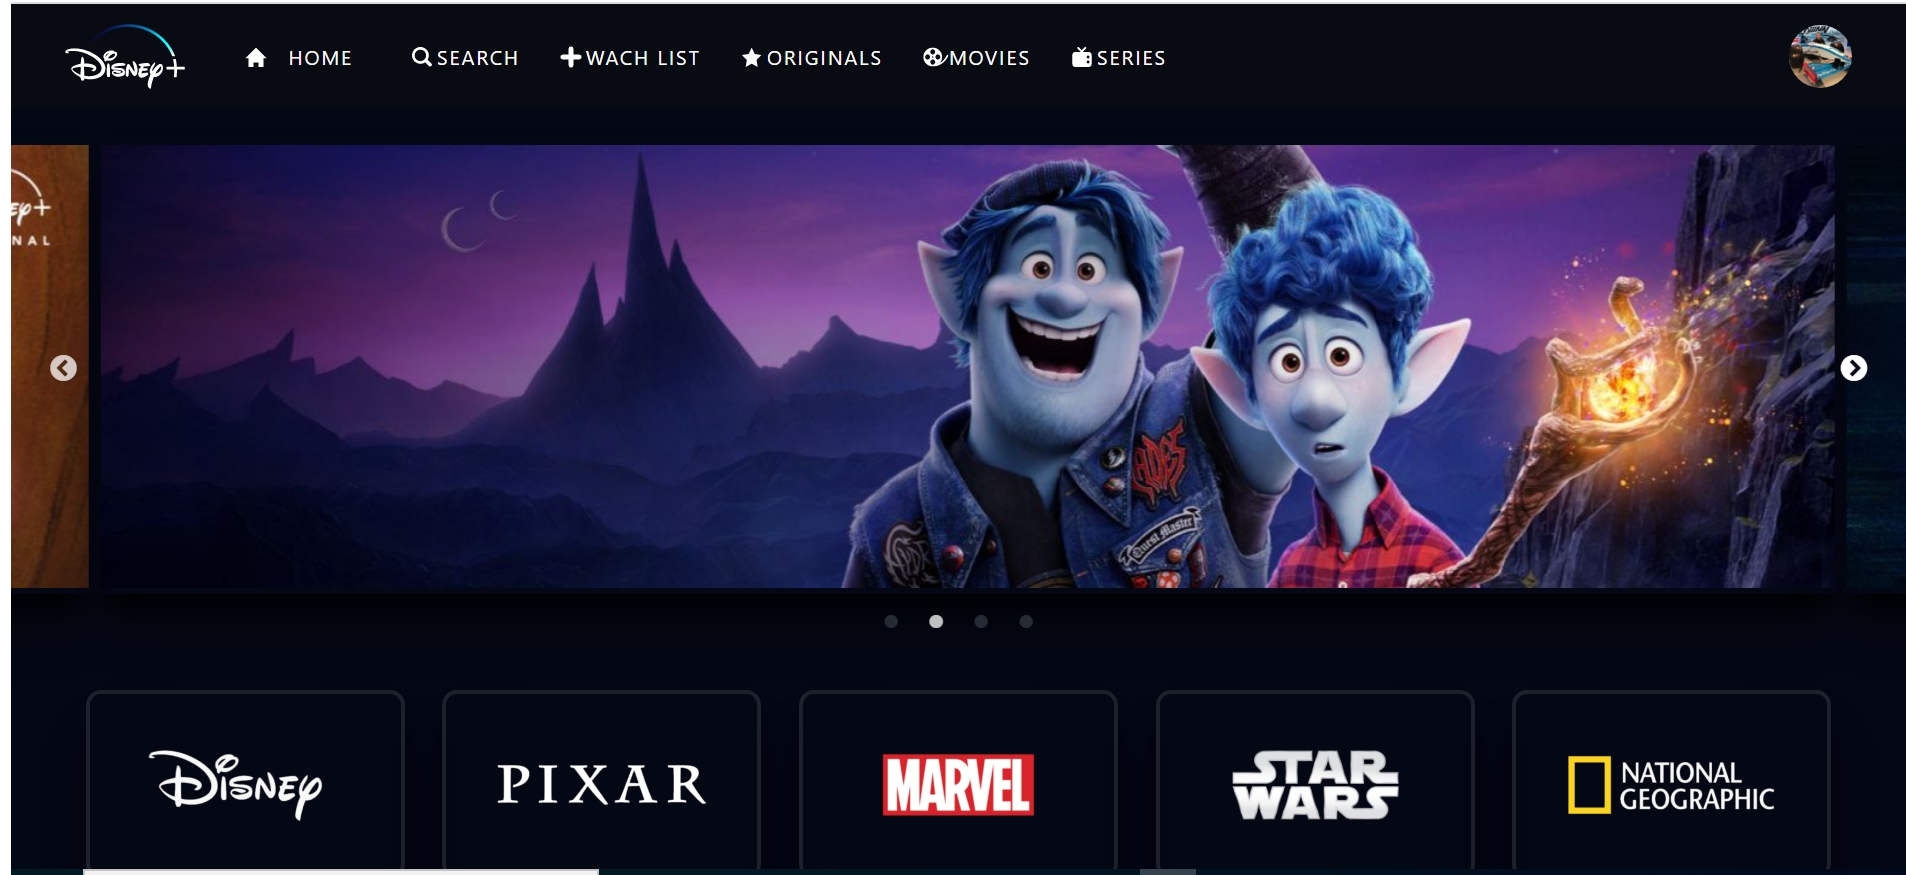 Disney+
HOME
SEARCH
WACH LIST
ORIGINALS
MOVIES
SERIES
ey+
NAL
Quest Master
Disney
PIXAR
MARVEL
STAR
WARS
NATIONAL
GEOGRAPHIC